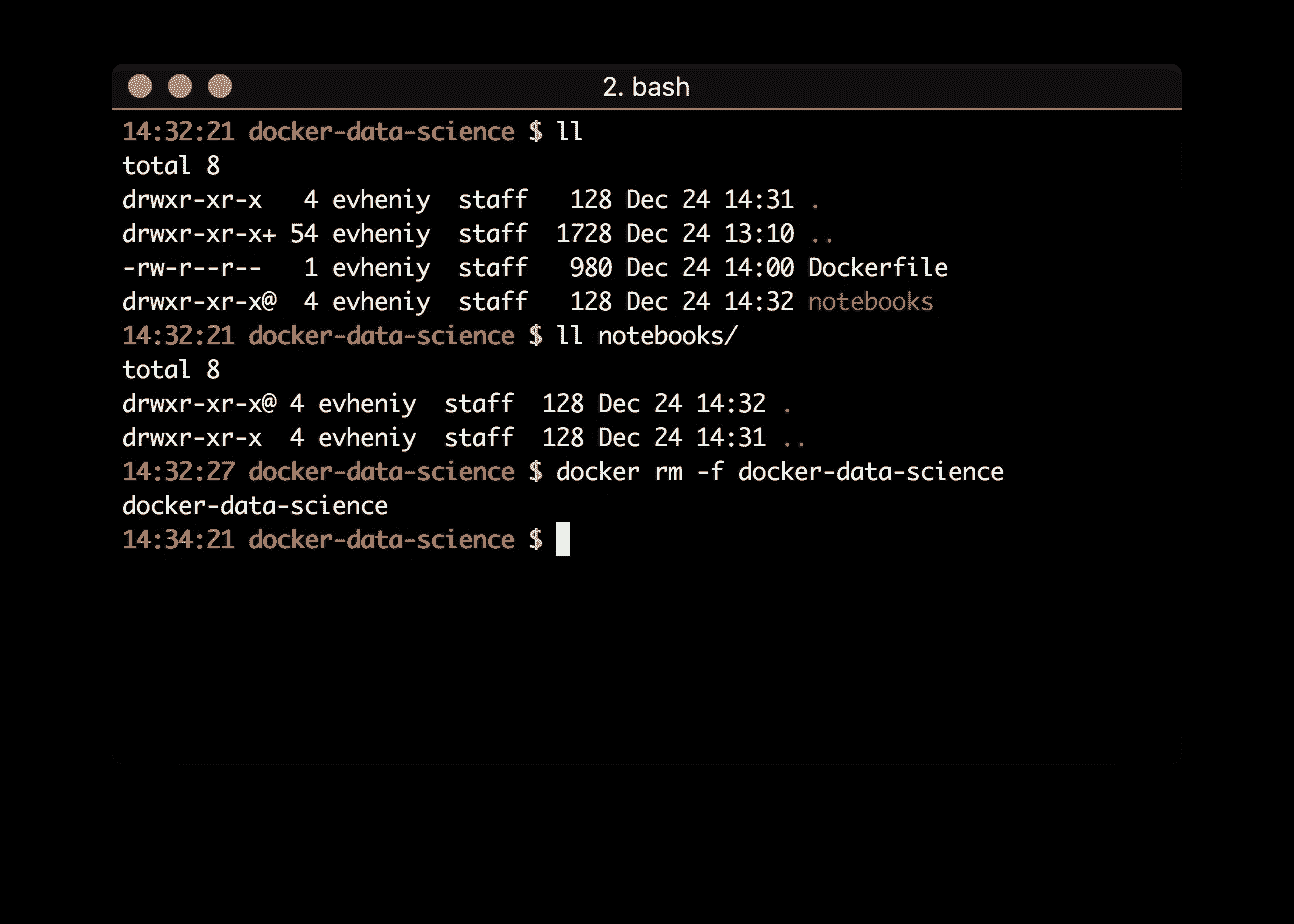 2. bash
14:32:21 docker-data-science $ ll
total 8
drwxr-xr-x   4 evheniy  staff   128 Dec 24 14:31 .
drwxr-xr-x+ 54 evheniy  staff  1728 Dec 24 13:10 ..
-rw-r--r--   1 evheniy  staff   980 Dec 24 14:00 Dockerfile
drwxr-xr-x@  4 evheniy  staff   128 Dec 24 14:32 notebooks
14:32:21 docker-data-science $ ll notebooks/
total 8
drwxr-xr-x@ 4 evheniy  staff  128 Dec 24 14:32 .
drwxr-xr-x  4 evheniy  staff  128 Dec 24 14:31 ..
14:32:27 docker-data-science $ docker rm -f docker-data-science
docker-data-science
14:34:21 docker-data-science $